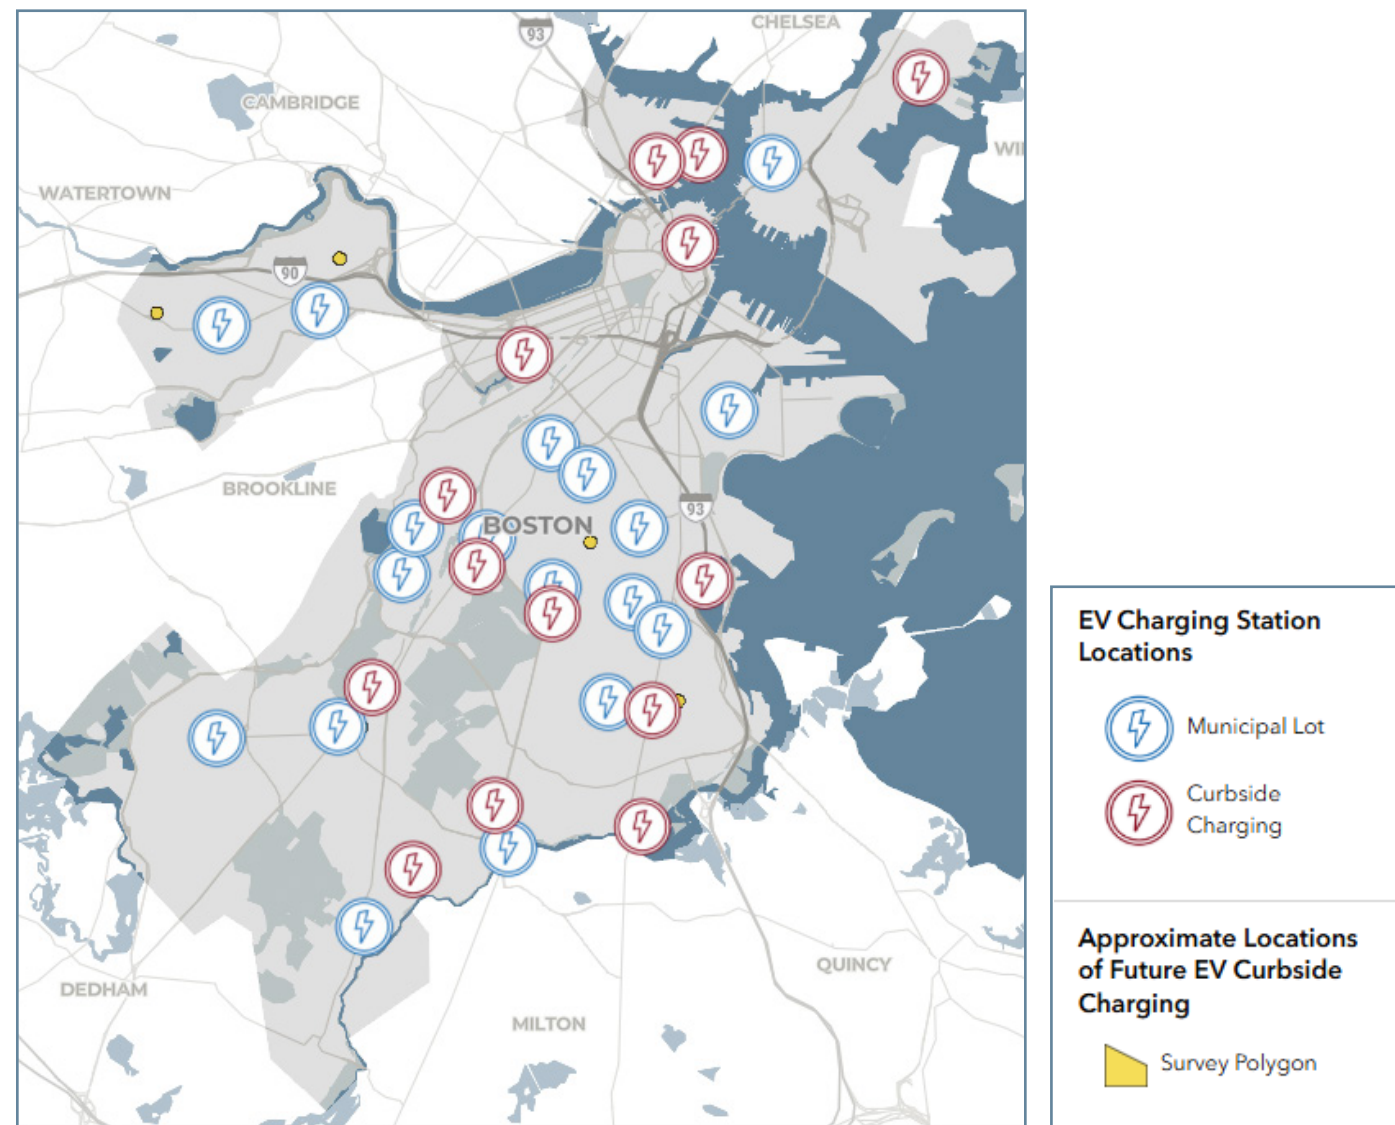 CHELSEA
93
CAMBRIDGE
WI
WATERTOWN
90
BROOKLINE
93
BOSTON
DEDHAM
QUINCY
MILTON
EV Charging Station
Locations
Municipal Lot
Curbside
Charging
Approximate Locations
of Future EV Curbside
Charging
Survey Polygon